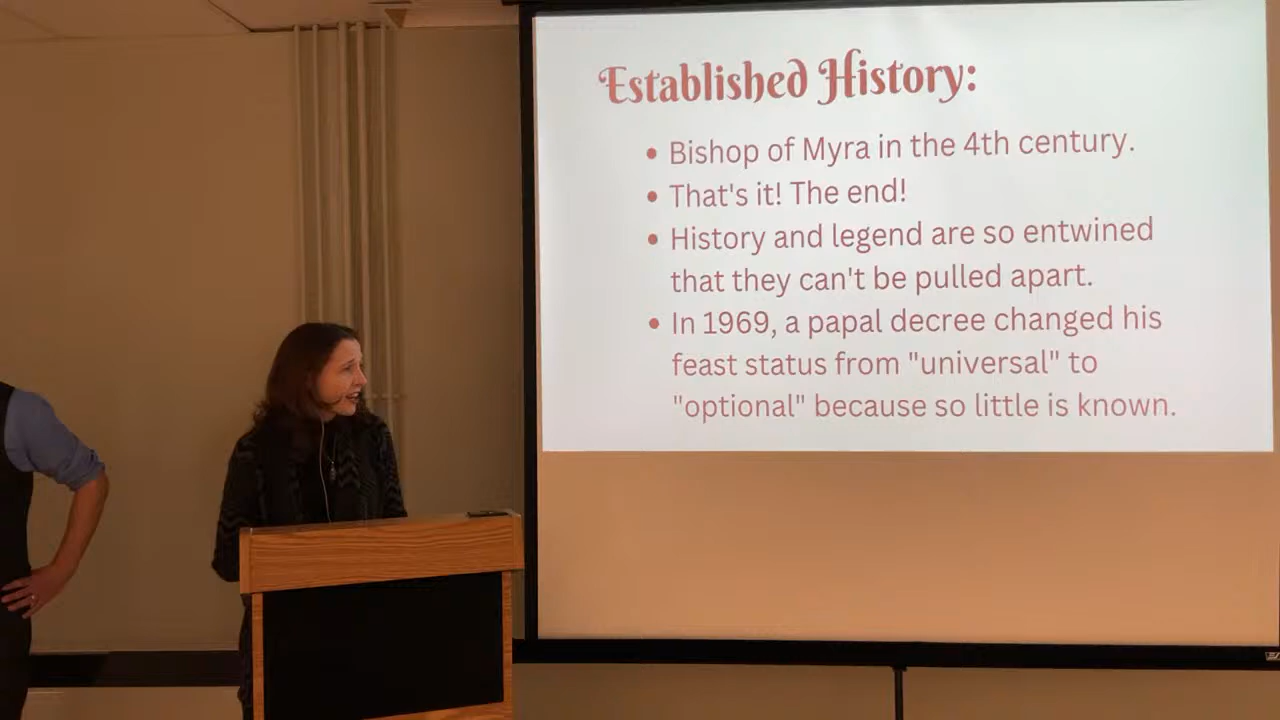 Established History:
• Bishop of Myra in the 4th century.
• That's it! The end!
• History and legend are so entwined
that they can't be pulled apart.
• In 1969, a papal decree changed his
feast status from "universal" to
"optional" because so little is known.